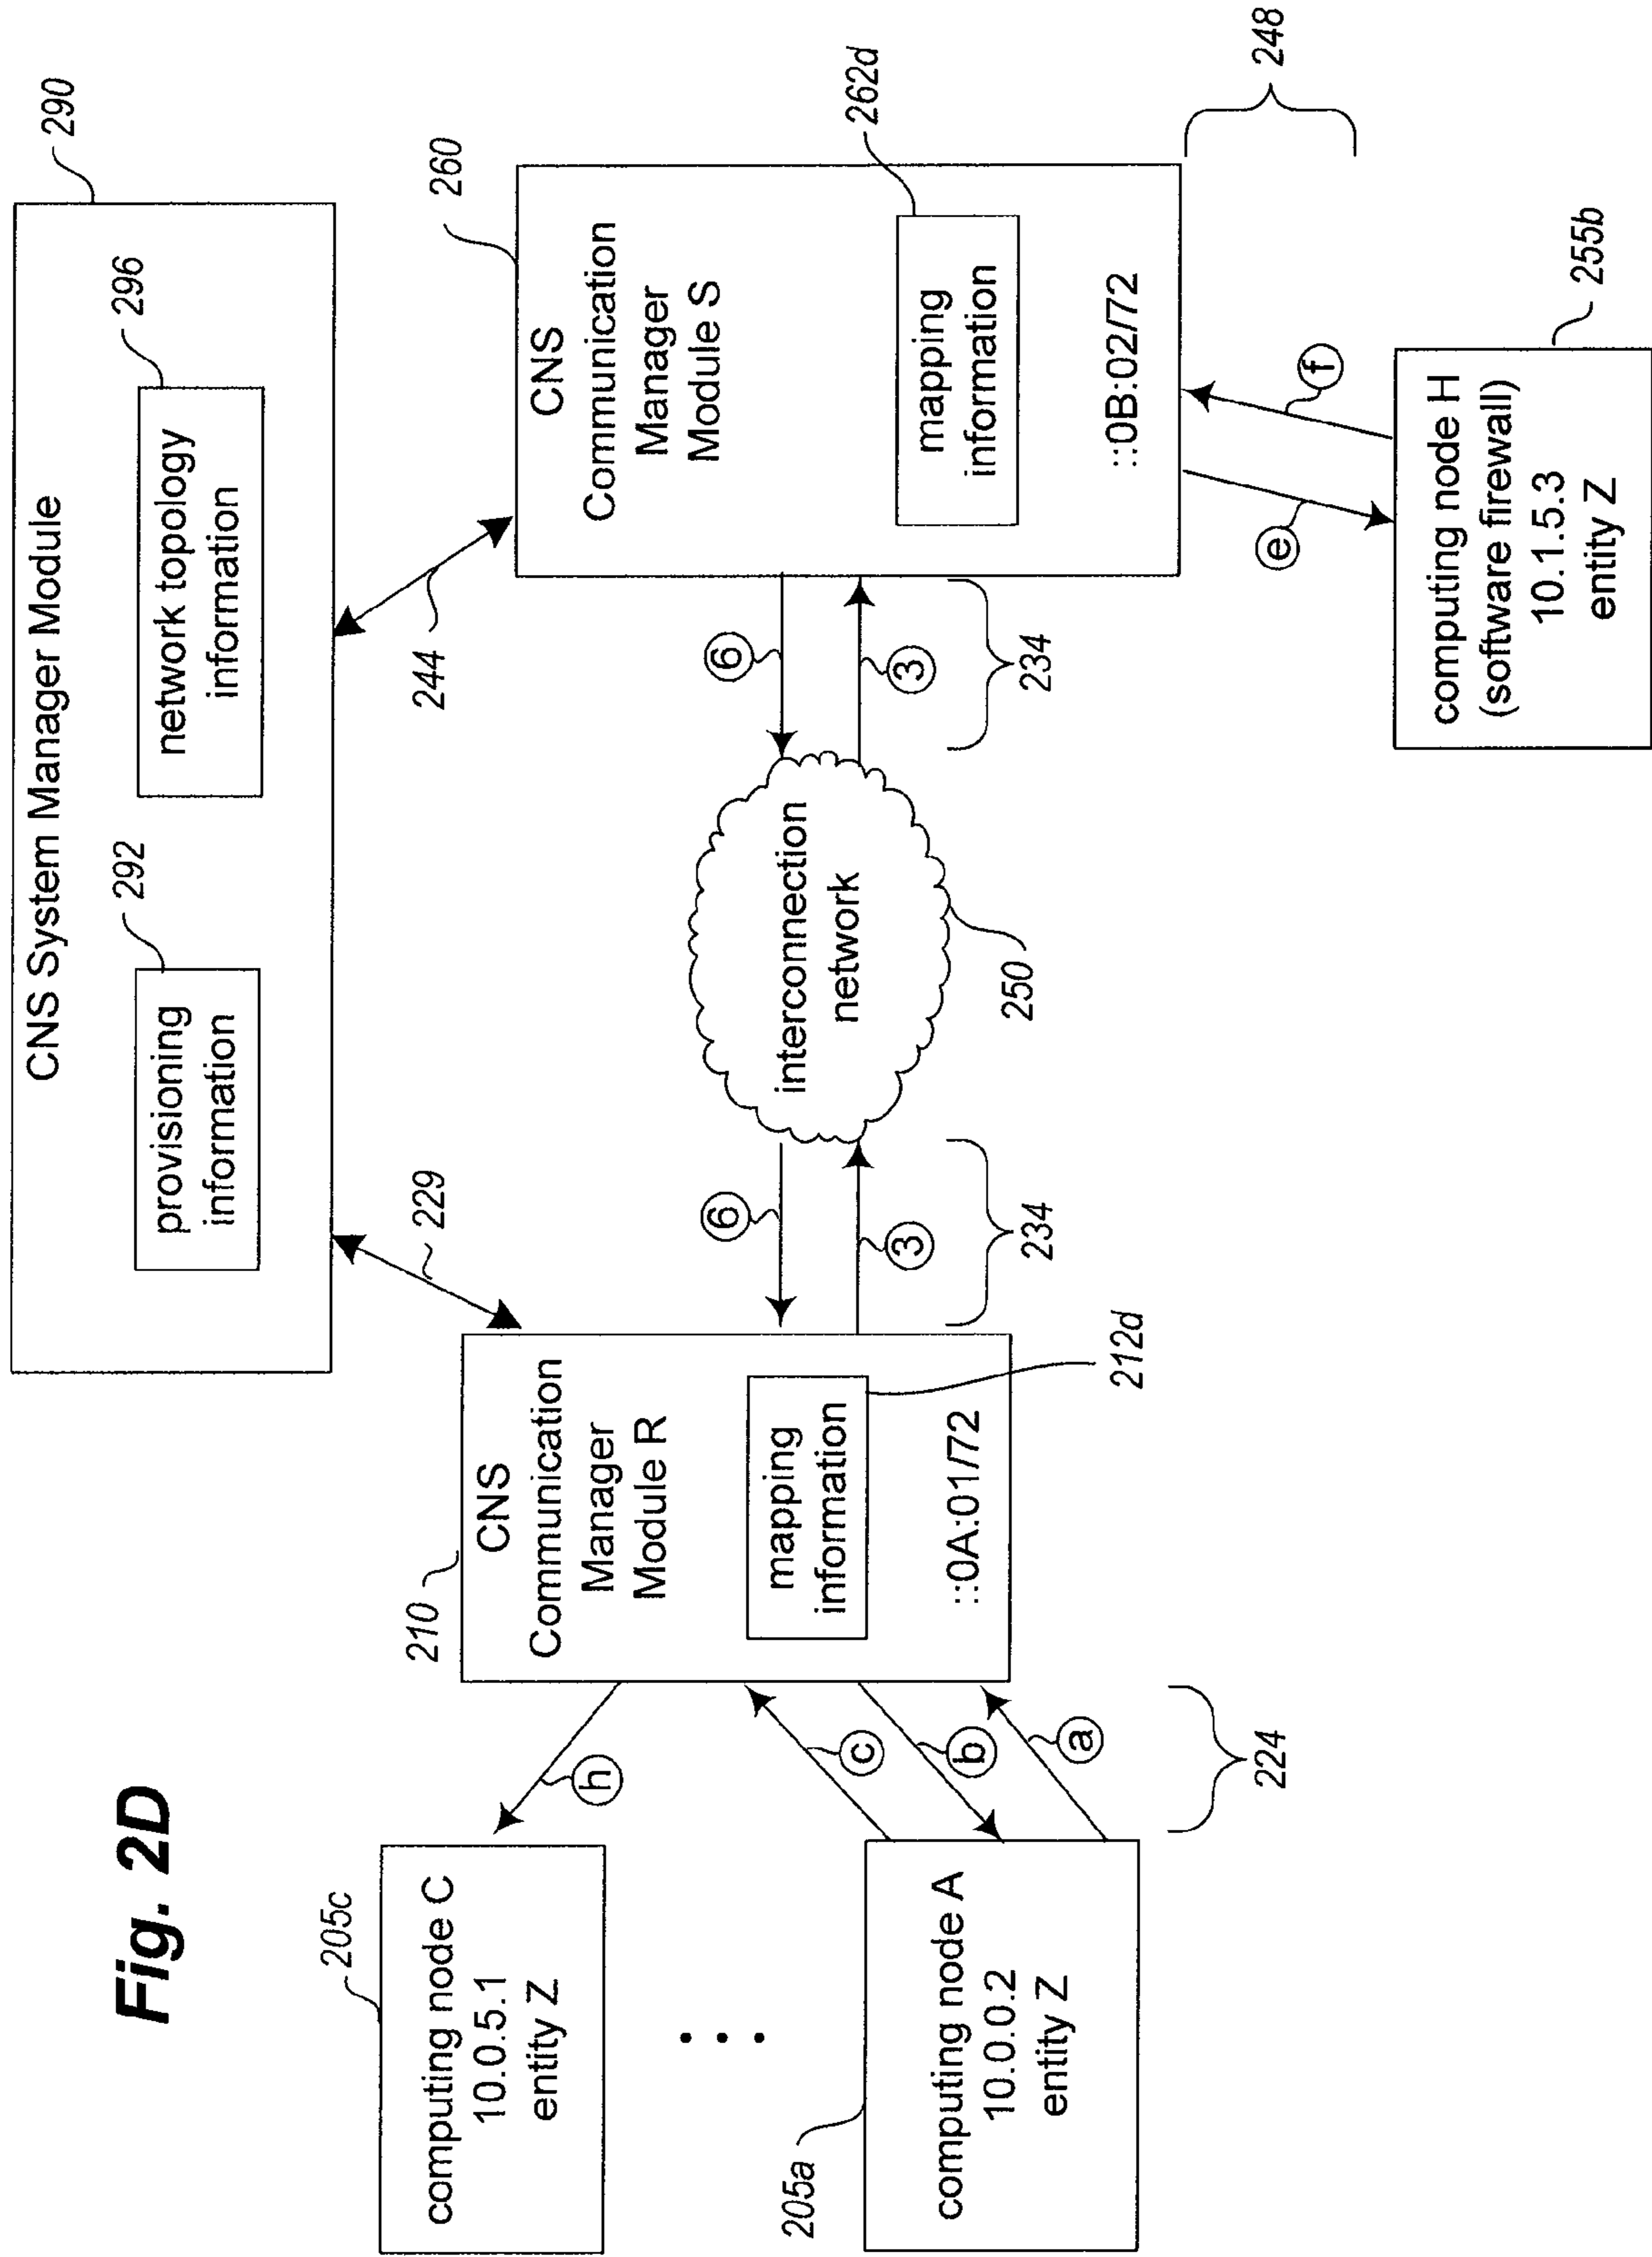 Fig. 2D
CNS System Manager Module
290
provisioning
information
292
network topology
information
296
229
244
210
CNS
Communication
Manager
Module R
mapping
information
212d
::0A:01/72
260
CNS
Communication
Manager
Module S
mapping
information
262d
::0B:02/72
6
3
234
interconnection
network
250
6
3
234
205c
computing node C
10.0.5.1
entity Z
h
205a
computing node A
10.0.0.2
entity Z
c
b
a
224
e
f
248
computing node H
(software firewall)
10.1.5.3
entity Z
255b